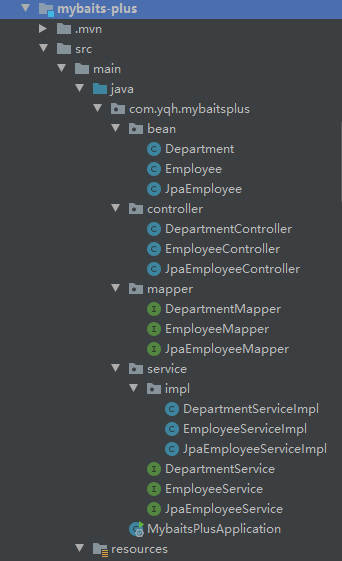 mybaits-plus
.mvn
src
main
java
com.yqh.mybaitsplus
bean
Department
Employee
JpaEmployee
controller
DepartmentController
EmployeeController
JpaEmployeeController
mapper
DepartmentMapper
EmployeeMapper
JpaEmployeeMapper
service
impl
DepartmentServiceImpl
EmployeeServiceImpl
JpaEmployeeServiceImpl
DepartmentService
EmployeeService
JpaEmployeeService
MybaitsPlusApplication
resources